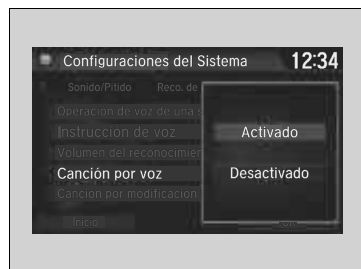 Configuraciones del Sistema 12:34
Sonido/Pitido Reco. de
Operación de voz de una
Instrucción de voz
Activado
Volumen del reconocimien
Canción por voz
Desactivado
Canción por modificación
Inicio